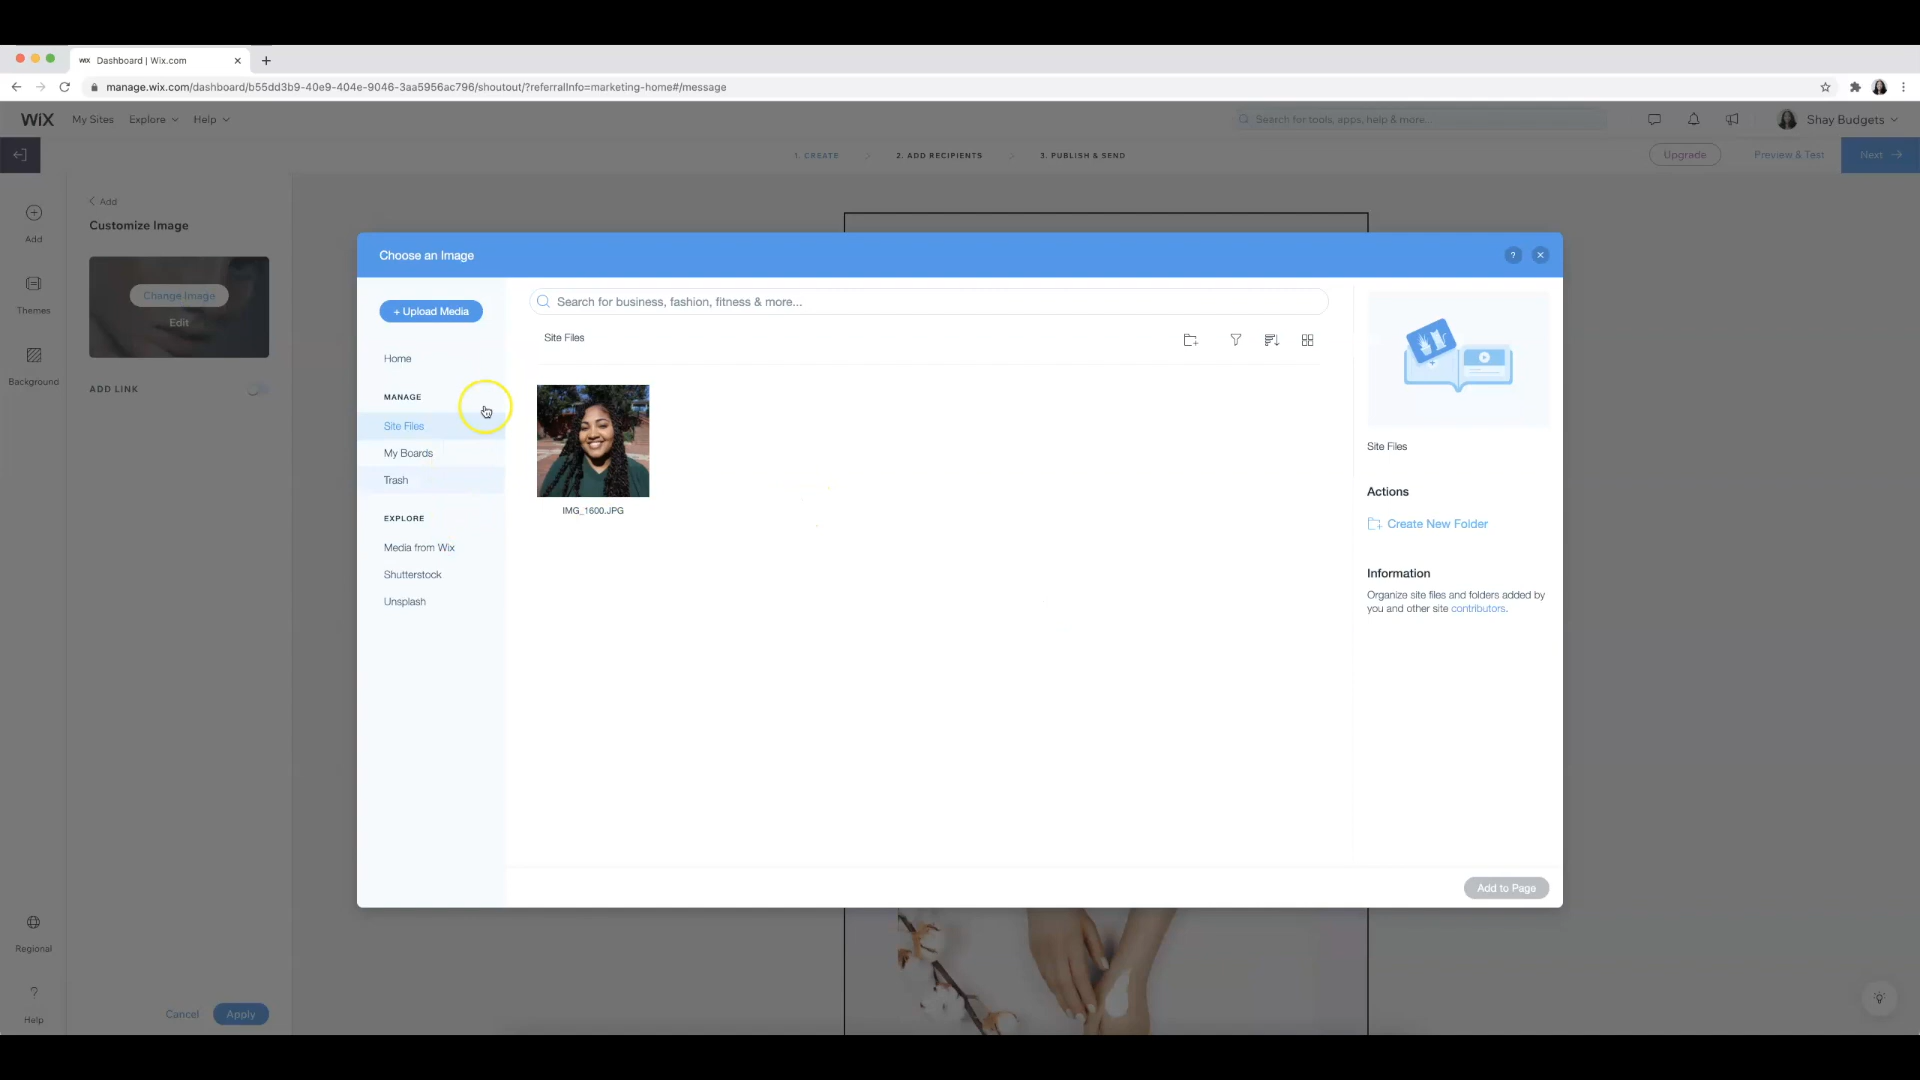 WiX Dashboard | Wix.com
manage.wix.com/dashboard/b55dd3b9-40e9-404e-9046-3aa5956ac796/shoutout/?referralInfo=marketing-home#/message
WiX My Sites Explore Help Search for tools, apps, help & more... Shay Budgets
1. CREATE > 2. ADD RECIPIENTS > 3. PUBLISH & SEND Upgrade Preview & Test Next
Add
Customize Image
Change Image
Edit
ADD LINK
Add
Themes
Background
Regional
? Help
Cancel Apply
Choose an Image ?
+ Upload Media
Home
MANAGE
Site Files
My Boards
Trash
EXPLORE
Media from Wix
Shutterstock
Unsplash
Search for business, fashion, fitness & more...
Site Files
IMG_1600.JPG
Site Files
Actions
Create New Folder
Information
Organize site files and folders added by
you and other site contributors.
Add to Page